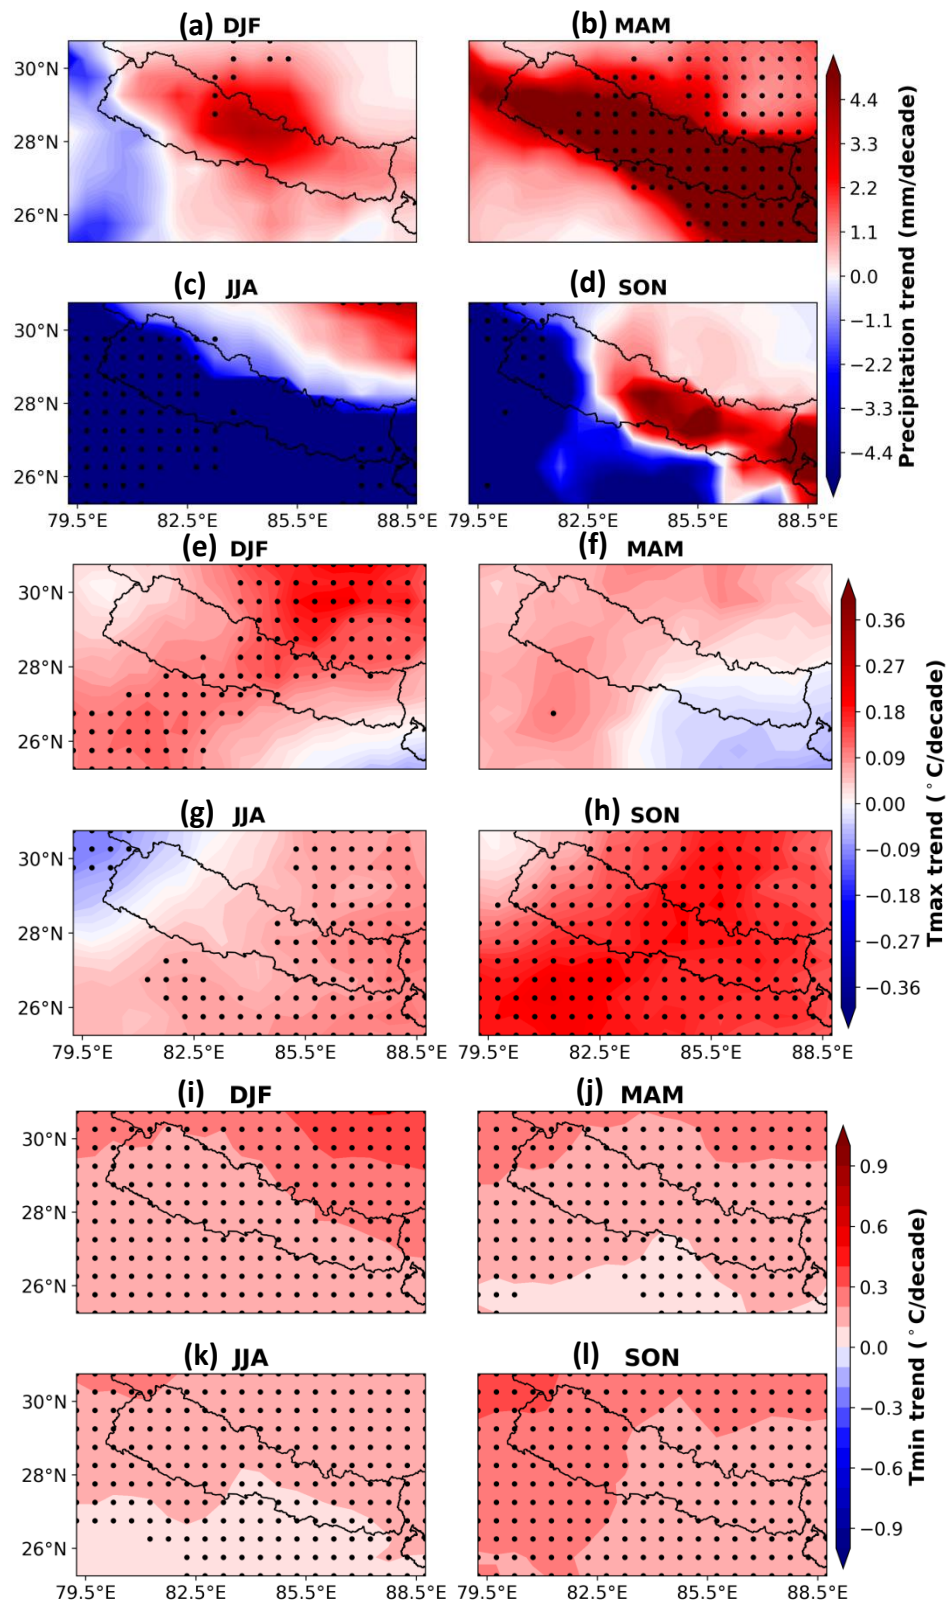 (a) DJF
(b) MAM
30°N
28°N
26°N
4.4
3.3
2.2
1.1
0.0
−1.1
−2.2
−3.3
−4.4
Precipitation trend (mm/decade)
(c) JJA
(d) SON
30°N
28°N
26°N
79.5°E 82.5°E 85.5°E 88.5°E
79.5°E 82.5°E 85.5°E 88.5°E
(e) DJF
(f) MAM
30°N
28°N
26°N
0.36
0.27
0.18
0.09
0.00
−0.09
−0.18
−0.27
−0.36
Tmax trend (°C/decade)
(g) JJA
(h) SON
30°N
28°N
26°N
79.5°E 82.5°E 85.5°E 88.5°E
79.5°E 82.5°E 85.5°E 88.5°E
(i) DJF
(j) MAM
30°N
28°N
26°N
0.9
0.6
0.3
0.0
−0.3
−0.6
−0.9
Tmin trend (°C/decade)
(k) JJA
(l) SON
30°N
28°N
26°N
79.5°E 82.5°E 85.5°E 88.5°E
79.5°E 82.5°E 85.5°E 88.5°E